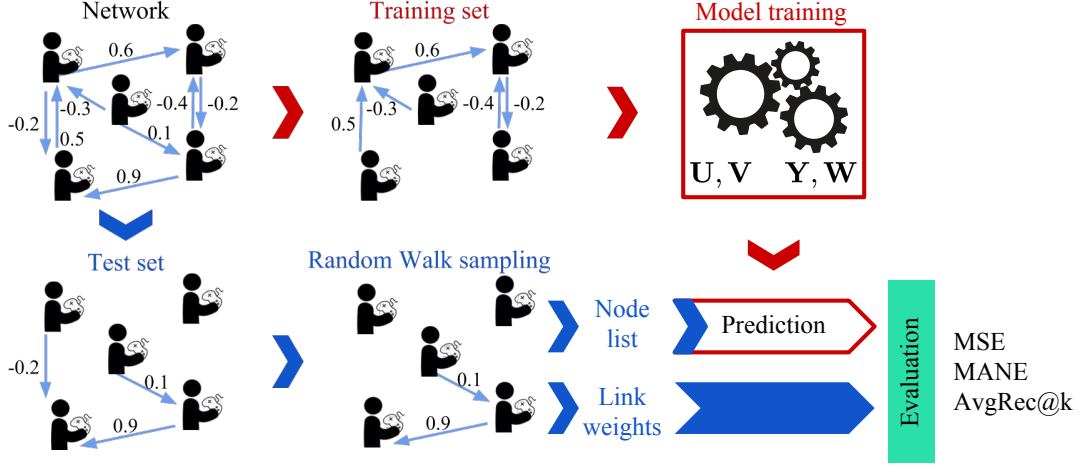 Network
Training set
Model training
0.6
-0.2
0.5
-0.3
-0.4
-0.2
0.1
0.9
0.6
0.5
-0.3
-0.4
-0.2
U, V
Y, W
Test set
Random Walk sampling
-0.2
0.1
0.9
0.1
0.9
Node
list
Prediction
Link
weights
Evaluation
MSE
MANE
AvgRec@k